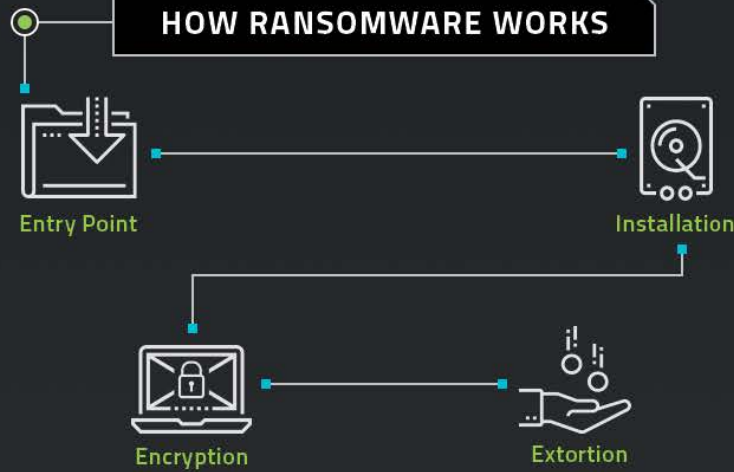 HOW RANSOMWARE WORKS
Entry Point
Installation
Encryption
Extortion